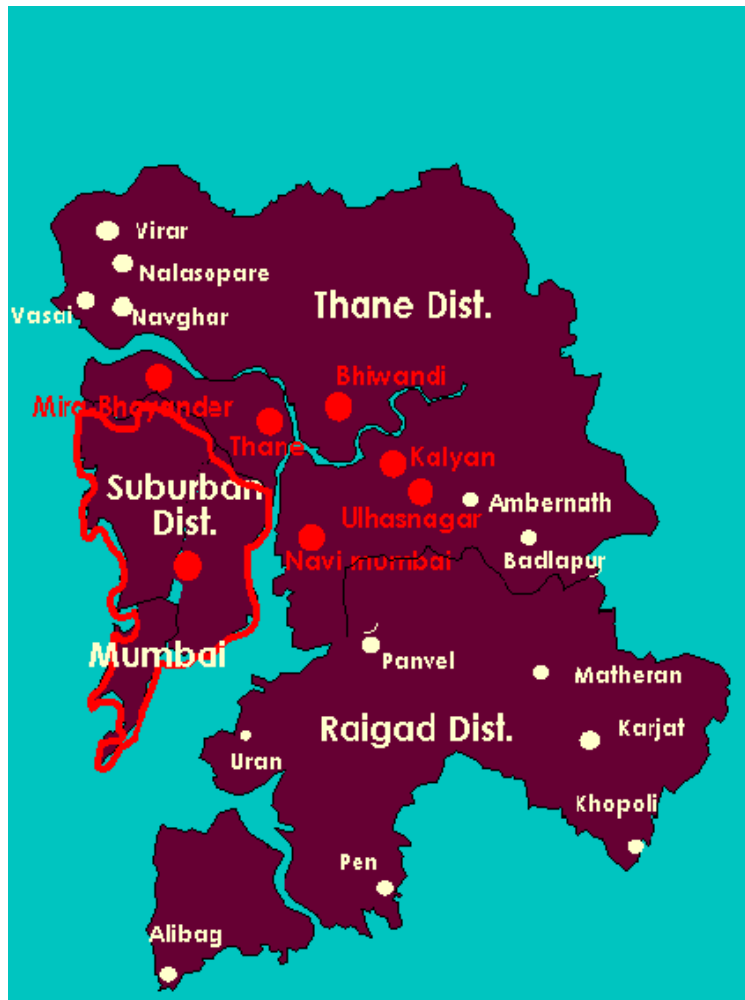 Virar
Nalasopare
Vasai
Navghar
Thane Dist.
Bhiwandi
Mira-Bhayander
Thane
Kalyan
Suburban
Dist.
Ulhasnagar
Ambernath
Navi mumbai
Badlapur
Mumbai
Panvel
Matheran
Raigad Dist.
Karjat
Uran
Khopoli
Pen
Alibag